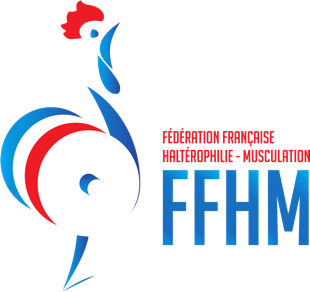 FÉDÉRATION FRANÇAISE
HALTÉROPHILIE - MUSCULATION
FFHM